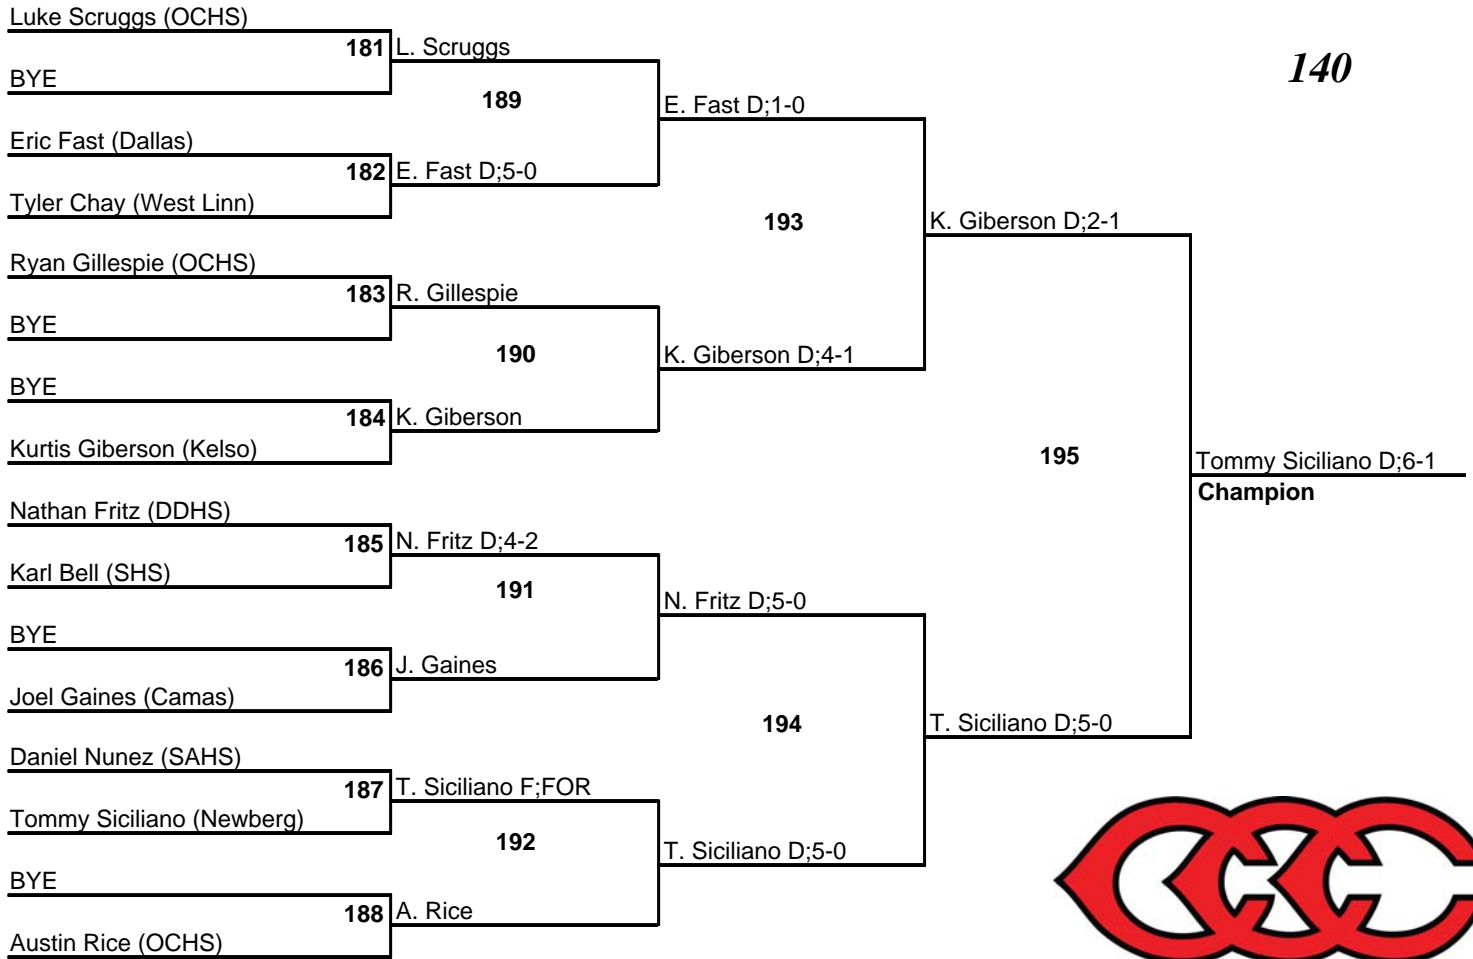 Luke Scruggs (OCHS)
181 L. Scruggs
BYE
140
189
E. Fast D;1-0
Eric Fast (Dallas)
182 E. Fast D;5-0
Tyler Chay (West Linn)
193
K. Giberson D;2-1
Ryan Gillespie (OCHS)
183 R. Gillespie
BYE
190
K. Giberson D;4-1
BYE
184 K. Giberson
Kurtis Giberson (Kelso)
195
Tommy Siciliano D;6-1
Champion
Nathan Fritz (DDHS)
185 N. Fritz D;4-2
Karl Bell (SHS)
191
N. Fritz D;5-0
BYE
186 J. Gaines
Joel Gaines (Camas)
194
T. Siciliano D;5-0
Daniel Nunez (SAHS)
187 T. Siciliano F;FOR
Tommy Siciliano (Newberg)
192
T. Siciliano D;5-0
BYE
188 A. Rice
Austin Rice (OCHS)
CCC